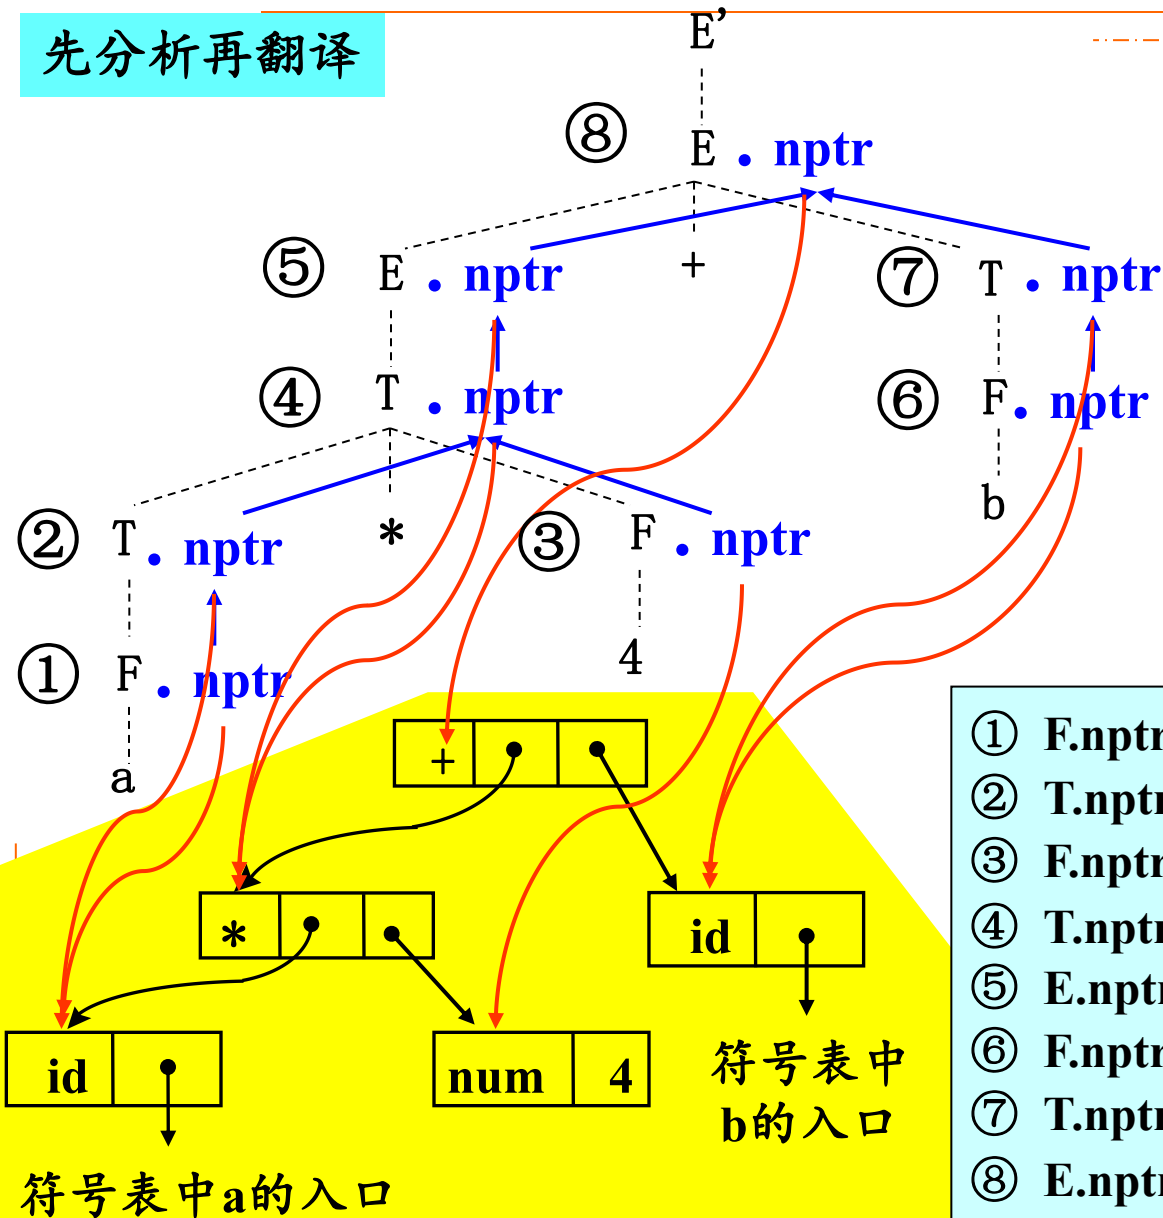 先分析再翻译
E'
⑧ E . nptr
⑤ E . nptr + ⑦ T . nptr
④ T . nptr ⑥ F . nptr
② T . nptr * ③ F . nptr b
① F . nptr 4
a
+
* id
id num 4
符号表中
b的入口
符号表中a的入口
① F.nptr
② T.nptr
③ F.nptr
④ T.nptr
⑤ E.nptr
⑥ F.nptr
⑦ T.nptr
⑧ E.nptr